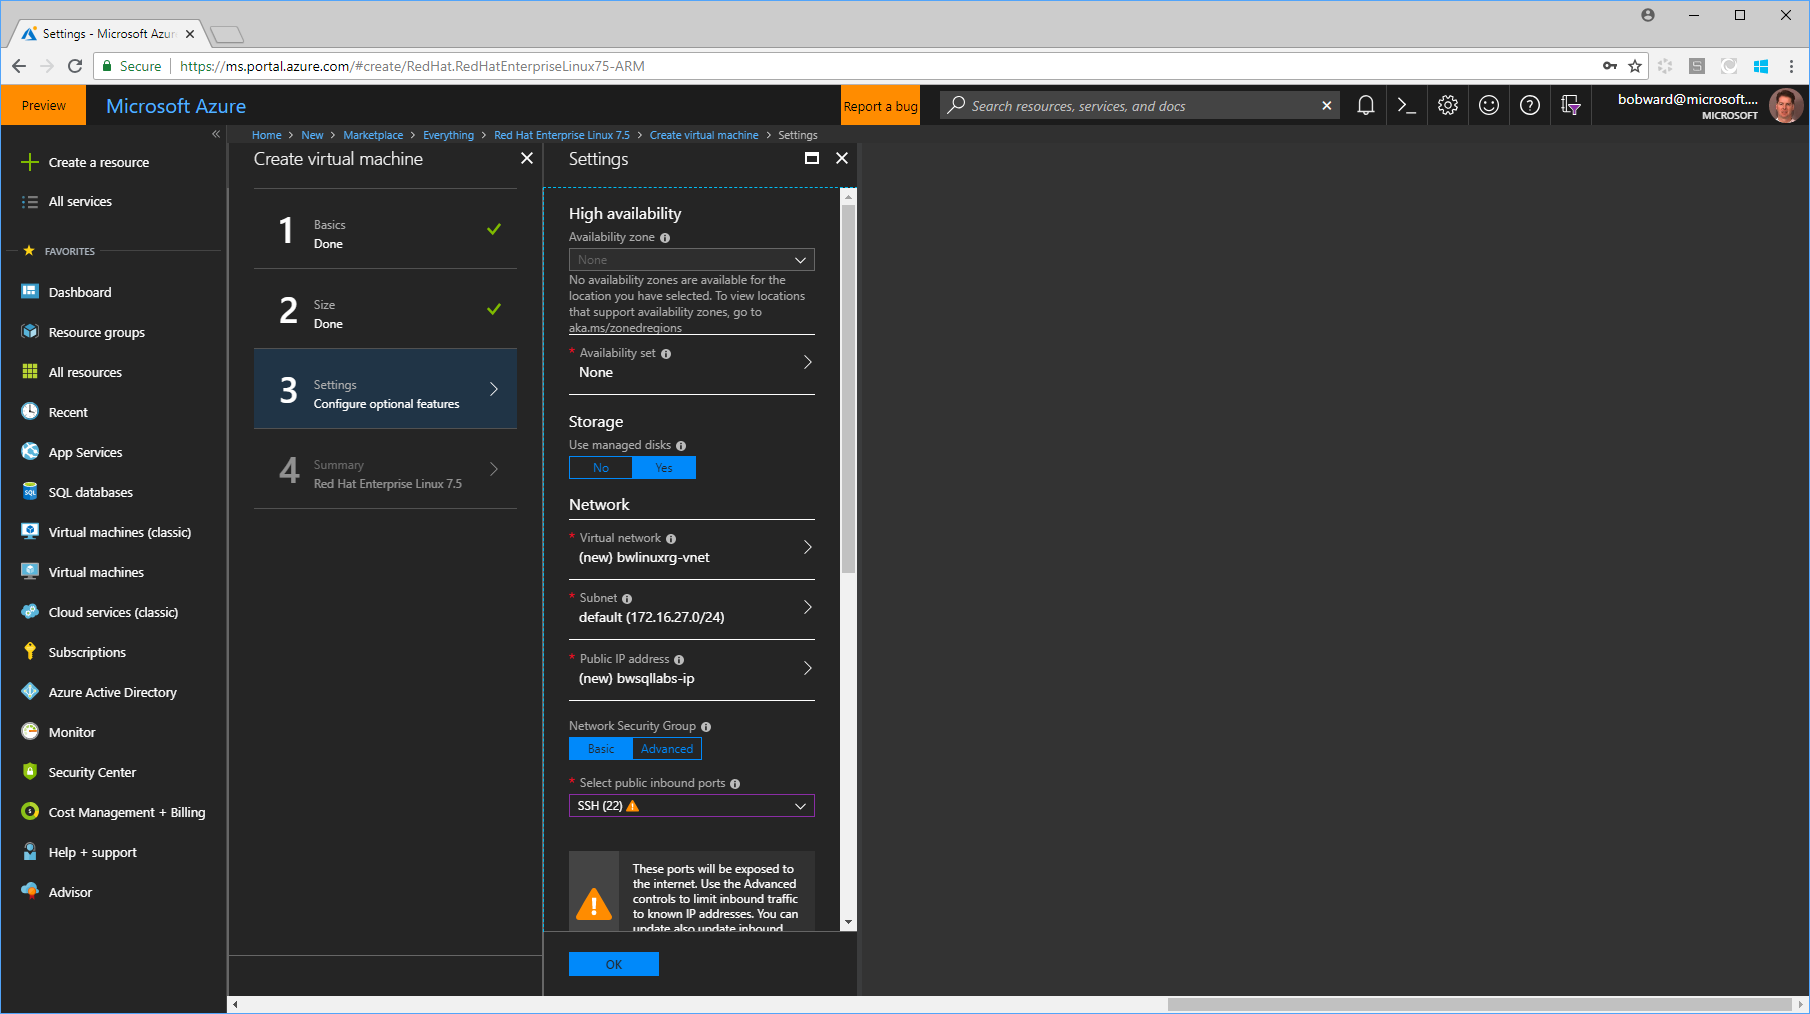 Settings - Microsoft Azur
Secure
https://ms.portal.azure.com/#create/RedHat.RedHatEnterpriseLinux75-ARM
Preview
Microsoft Azure
Report a bug
Search resources, services, and docs
bobward@microsoft....
MICROSOFT
Home > New > Marketplace > Everything > Red Hat Enterprise Linux 7.5 > Create virtual machine > Settings
Create a resource
All services
FAVORITES
Dashboard
Resource groups
All resources
Recent
App Services
SQL databases
Virtual machines (classic)
Virtual machines
Cloud services (classic)
Subscriptions
Azure Active Directory
Monitor
Security Center
Cost Management + Billing
Help + support
Advisor
Create virtual machine
1
Basics
Done
2
Size
Done
3
Settings
Configure optional features
4
Summary
Red Hat Enterprise Linux 7.5
Settings
High availability
Availability zone
None
No availability zones are available for the
location you have selected. To view locations
that support availability zones, go to
aka.ms/zonedregions
* Availability set
None
Storage
Use managed disks
No Yes
Network
* Virtual network
(new) bwlinuxrg-vnet
* Subnet
default (172.16.27.0/24)
* Public IP address
(new) bwsqllabs-ip
Network Security Group
Basic Advanced
* Select public inbound ports
SSH (22)
These ports will be exposed to
the internet. Use the Advanced
controls to limit inbound traffic
to known IP addresses. You can
update also update inbound
OK